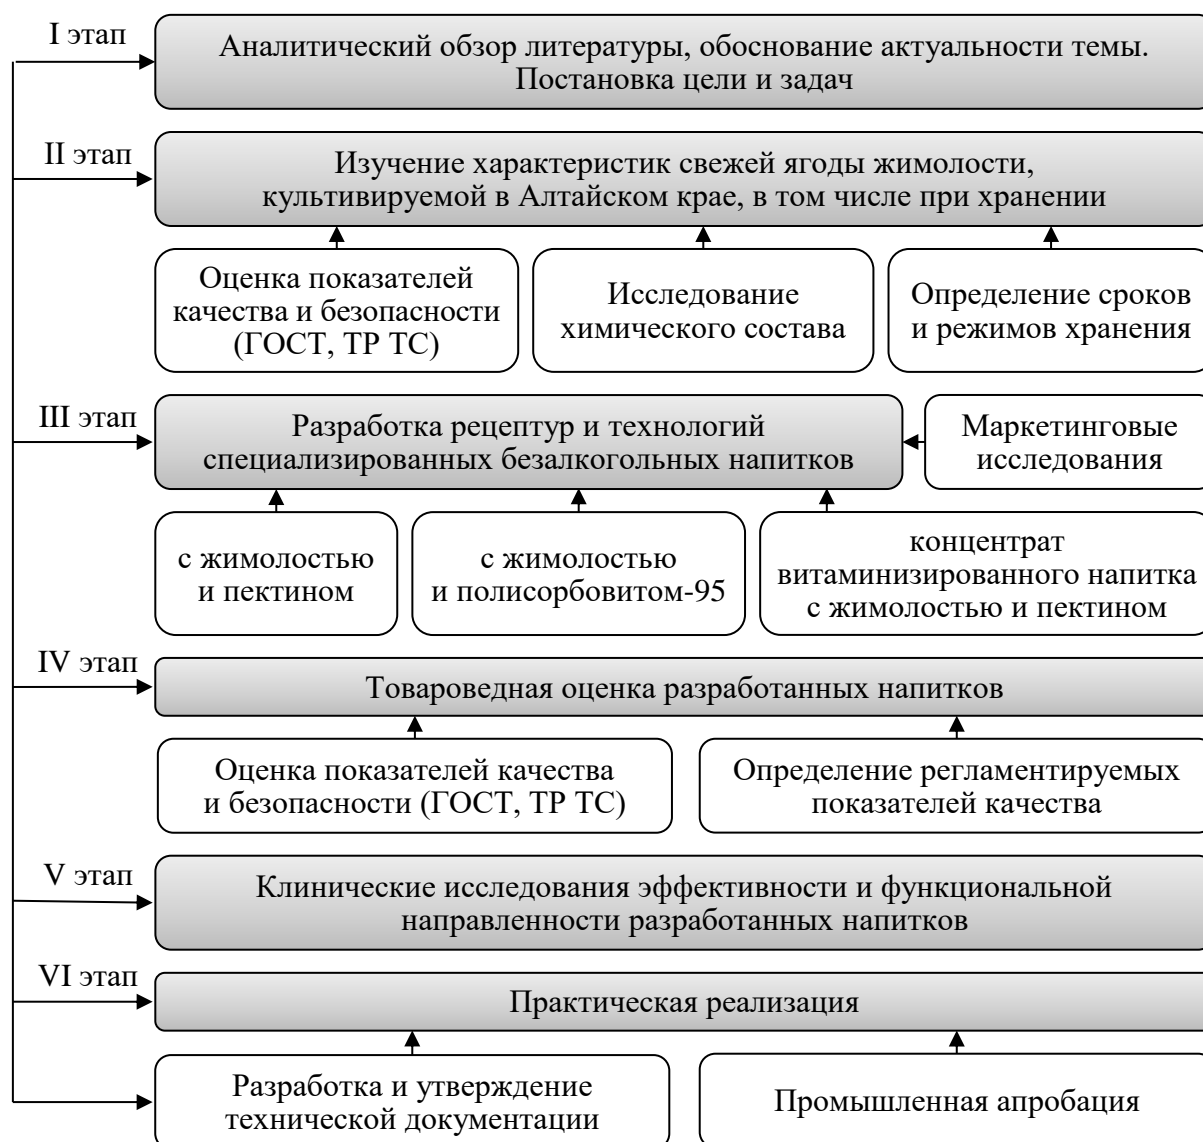 I этап
Аналитический обзор литературы, обоснование актуальности темы.
Постановка цели и задач
II этап
Изучение характеристик свежей ягоды жимолости,
культивируемой в Алтайском крае, в том числе при хранении
Оценка показателей
качества и безопасности
(ГОСТ, ТР ТС)
Исследование
химического состава
Определение сроков
и режимов хранения
III этап
Разработка рецептур и технологий
специализированных безалкогольных напитков
Маркетинговые
исследования
с жимолостью
и пектином
с жимолостью
и полисорбовитом-95
концентрат
витаминизированного напитка
с жимолостью и пектином
IV этап
Товароведная оценка разработанных напитков
Оценка показателей качества
и безопасности (ГОСТ, ТР ТС)
Определение регламентируемых
показателей качества
V этап
Клинические исследования эффективности и функциональной
направленности разработанных напитков
VI этап
Практическая реализация
Разработка и утверждение
технической документации
Промышленная апробация